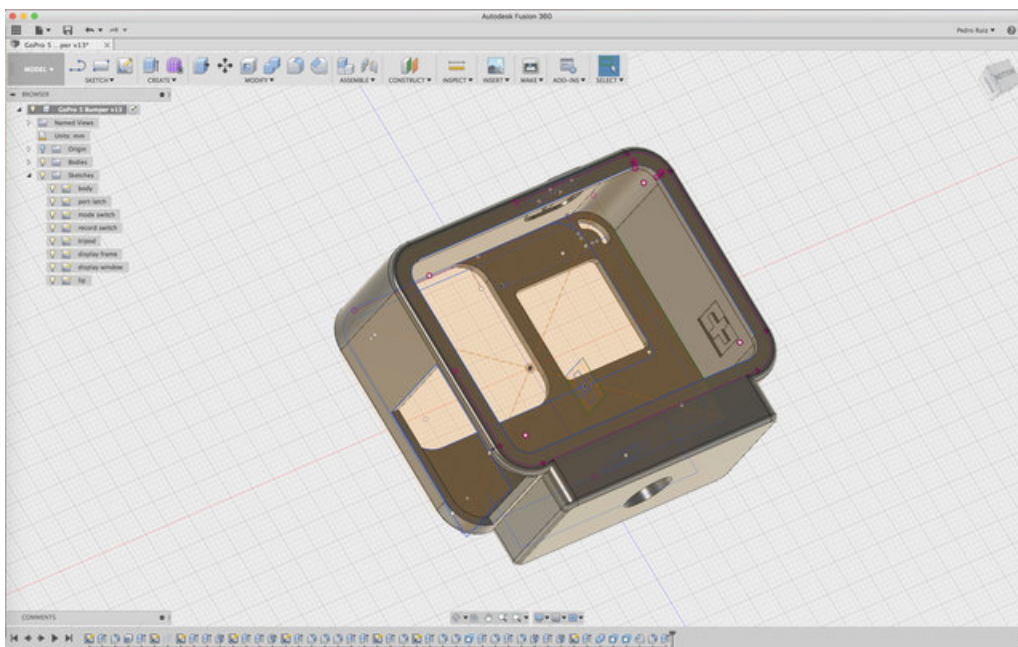 Autodesk Fusion 360
Pedro Ruiz
GoPro 5 ...per v13*
MODEL
SKETCH
CREATE
MODIFY
ASSEMBLE
CONSTRUCT
INSPECT
INSERT
MAKE
ADD-INS
SELECT
BROWSER
GoPro 5 Bumper v13
Named Views
Units: mm
Origin
Bodies
Sketches
body
port latch
mode switch
record switch
tripod
display frame
display window
COMMENTS